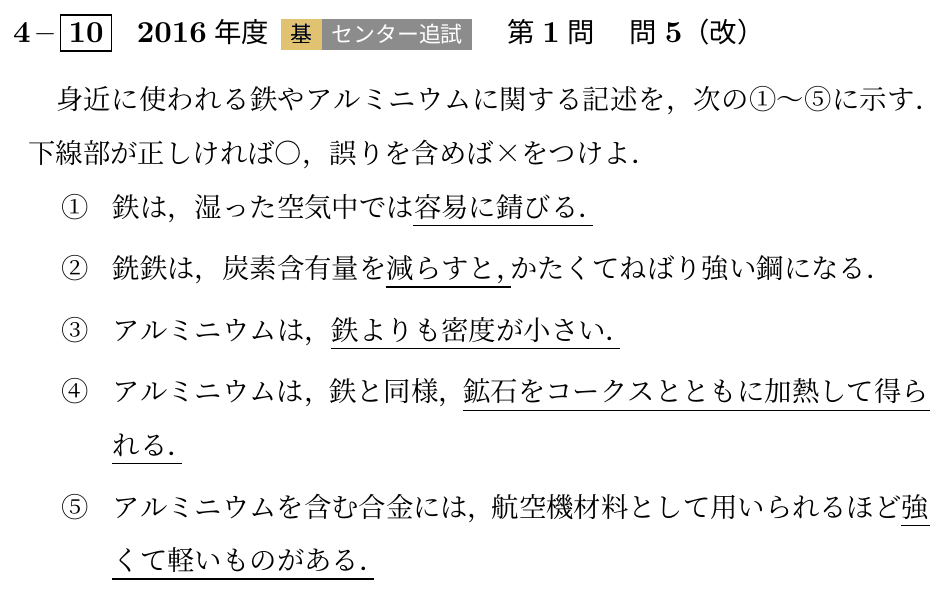 4－10 2016 年度 基 センター追試 第 1 問 問 5（改）
身近に使われる鉄やアルミニウムに関する記述を，次の①～⑤に示す．
下線部が正しければ○，誤りを含めば×をつけよ．
① 鉄は，湿った空気中では容易に錆びる．
② 銑鉄は，炭素含有量を減らすと，かたくてねばり強い鋼になる．
③ アルミニウムは，鉄よりも密度が小さい．
④ アルミニウムは，鉄と同様，鉱石をコークスとともに加熱して得ら
れる．
⑤ アルミニウムを含む合金には，航空機材料として用いられるほど強
くて軽いものがある．